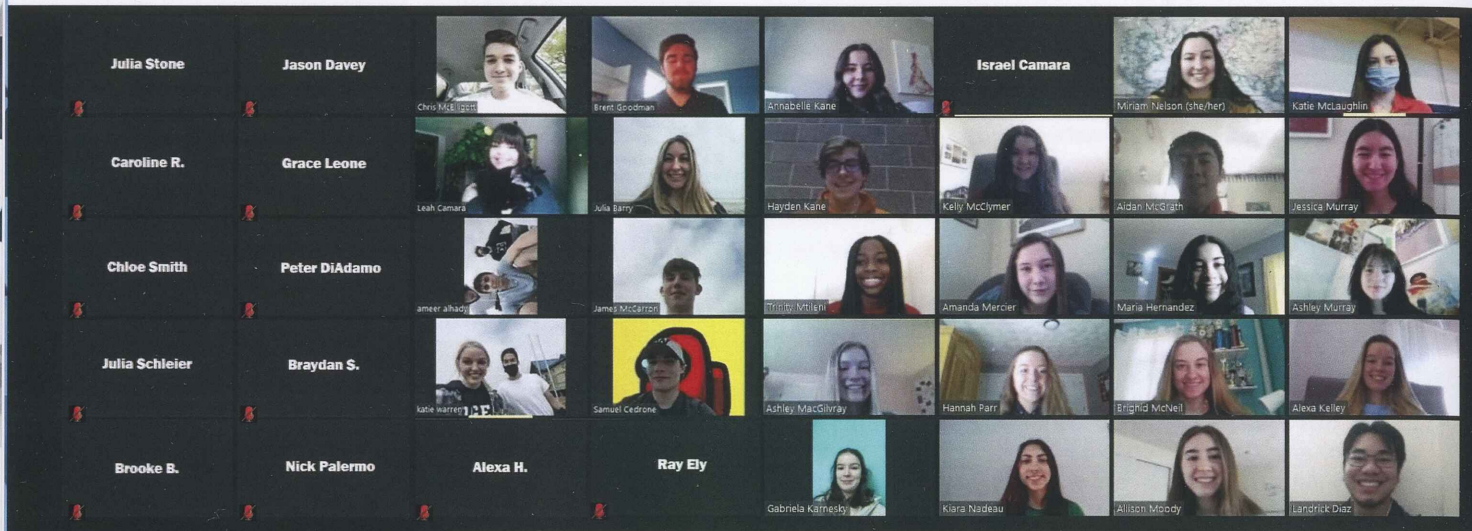 Julia Stone
Jason Davey
Chris McElligott
Brent Goodman
Annabelle Kane
Israel Camara
Miriam Nelson (she/her)
Katie McLaughlin
Caroline R.
Grace Leone
Leah Camara
Julia Barry
Hayden Kane
Kelly McClymer
Aidan McGrath
Jessica Murray
Chloe Smith
Peter DiAdamo
ameer alhady
James McCarron
Trinity Mtileni
Amanda Mercier
Maria Hernandez
Ashley Murray
Julia Schleier
Braydan S.
katie warren
Samuel Cedrone
Ashley MacGilvray
Hannah Parr
Brighid McNeil
Alexa Kelley
Brooke B.
Nick Palermo
Alexa H.
Ray Ely
Gabriela Karnesky
Kiara Nadeau
Allison Moody
Landrick Diaz